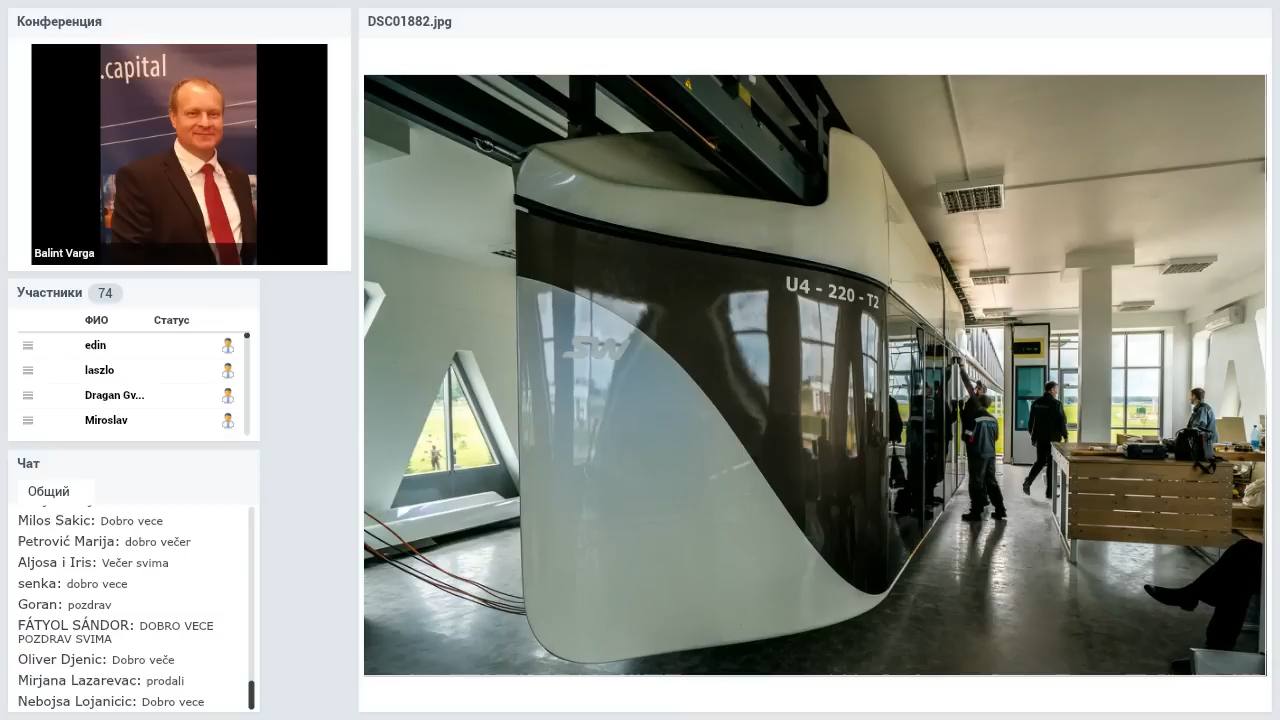 Конференция
.capital
Balint Varga
Участники 74
ФИО Статус
edin
laszlo
Dragan Gv...
Miroslav
Чат
Общий
Milos Sakic: Dobro vece
Petrović Marija: dobro večer
Aljosa i Iris: Večer svima
senka: dobro vece
Goran: pozdrav
FÁTYOL SÁNDOR: DOBRO VECE
POZDRAV SVIMA
Oliver Djenic: Dobro veče
Mirjana Lazarevac: prodali
Nebojsa Lojanicic: Dobro vece
DSC01882.jpg
U4 - 220 - T2
SW